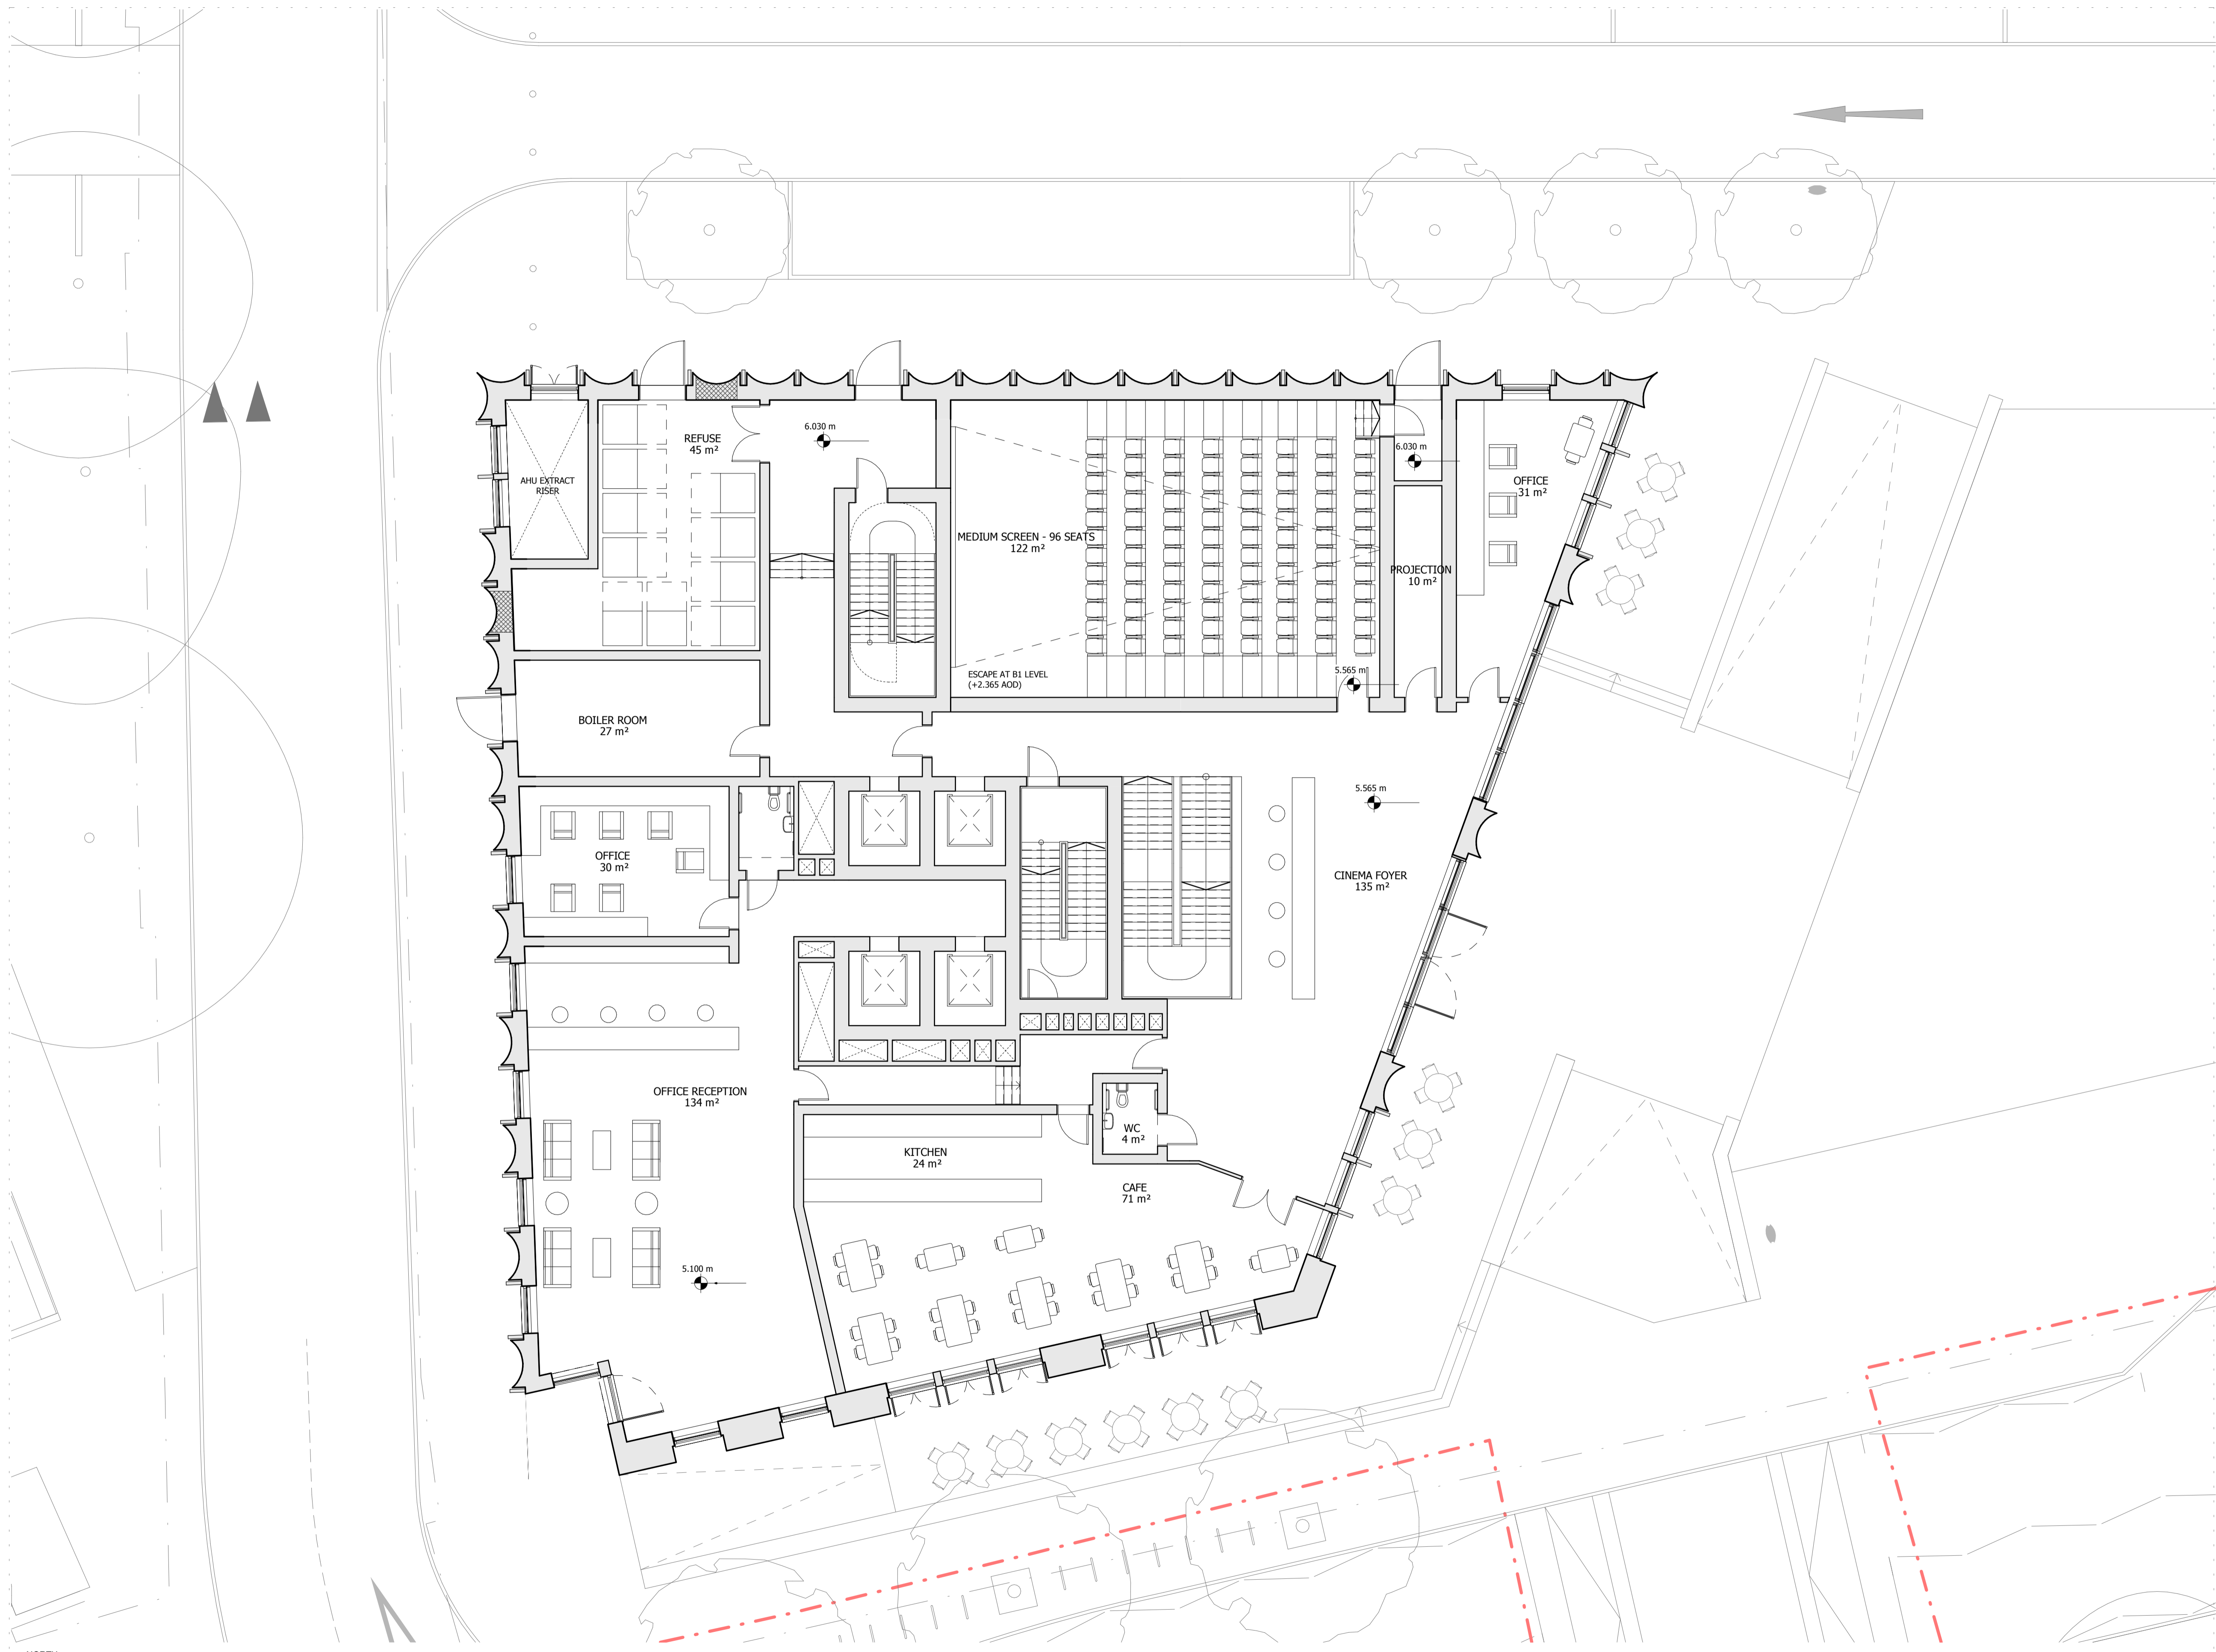 6.030 m
REFUSE
45 m²
6.030 m
AHU EXTRACT
RISER
OFFICE
31 m²
MEDIUM SCREEN - 96 SEATS
122 m²
PROJECTION
10 m²
5.565 m
ESCAPE AT B1 LEVEL
(+2.365 AOD)
BOILER ROOM
27 m²
5.565 m
OFFICE
30 m²
CINEMA FOYER
135 m²
OFFICE RECEPTION
134 m²
WC
4 m²
KITCHEN
24 m²
CAFE
71 m²
5.100 m